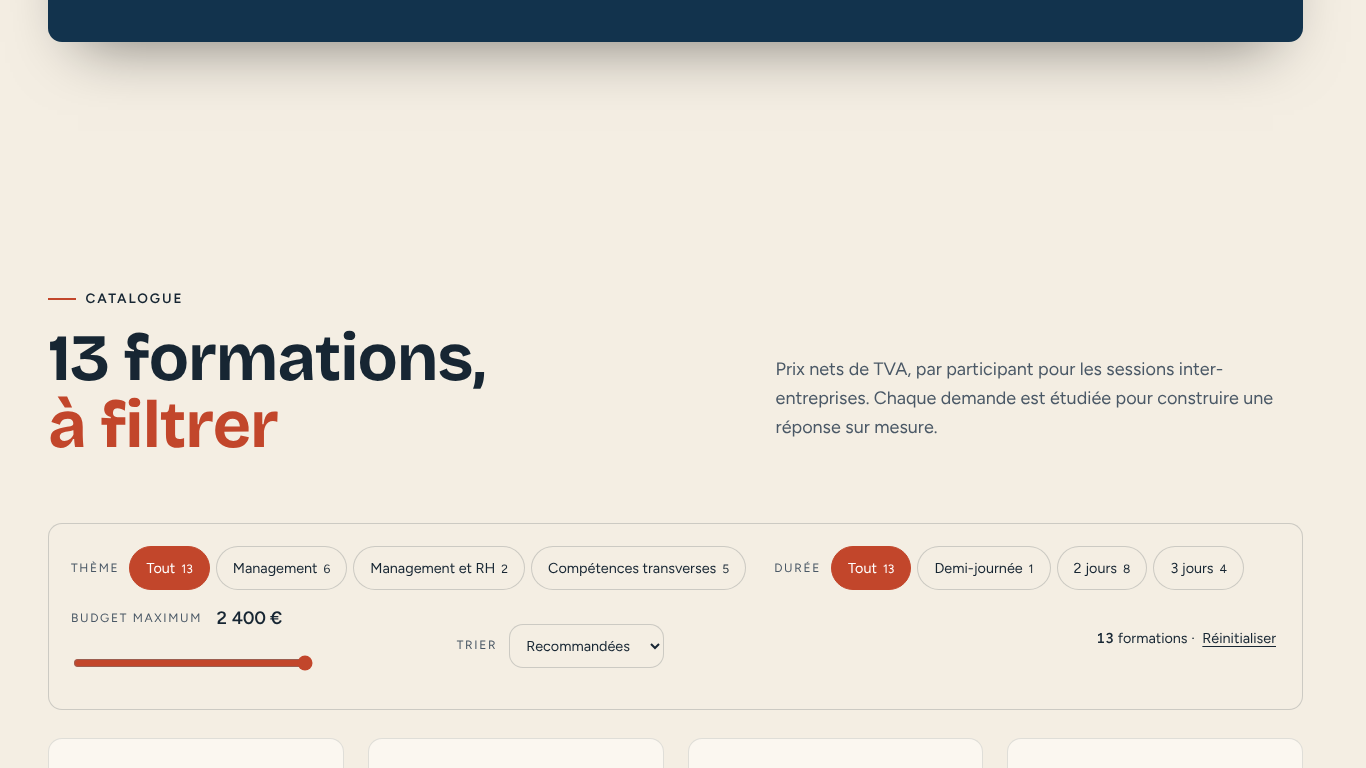 CATALOGUE
13 formations,
à filtrer
Prix nets de TVA, par participant pour les sessions inter-
entreprises. Chaque demande est étudiée pour construire une
réponse sur mesure.
THÈME Tout 13 Management 6 Management et RH 2 Compétences transverses 5 DURÉE Tout 13 Demi-journée 1 2 jours 8 3 jours 4
BUDGET MAXIMUM 2 400 €
TRIER Recommandées 13 formations · Réinitialiser